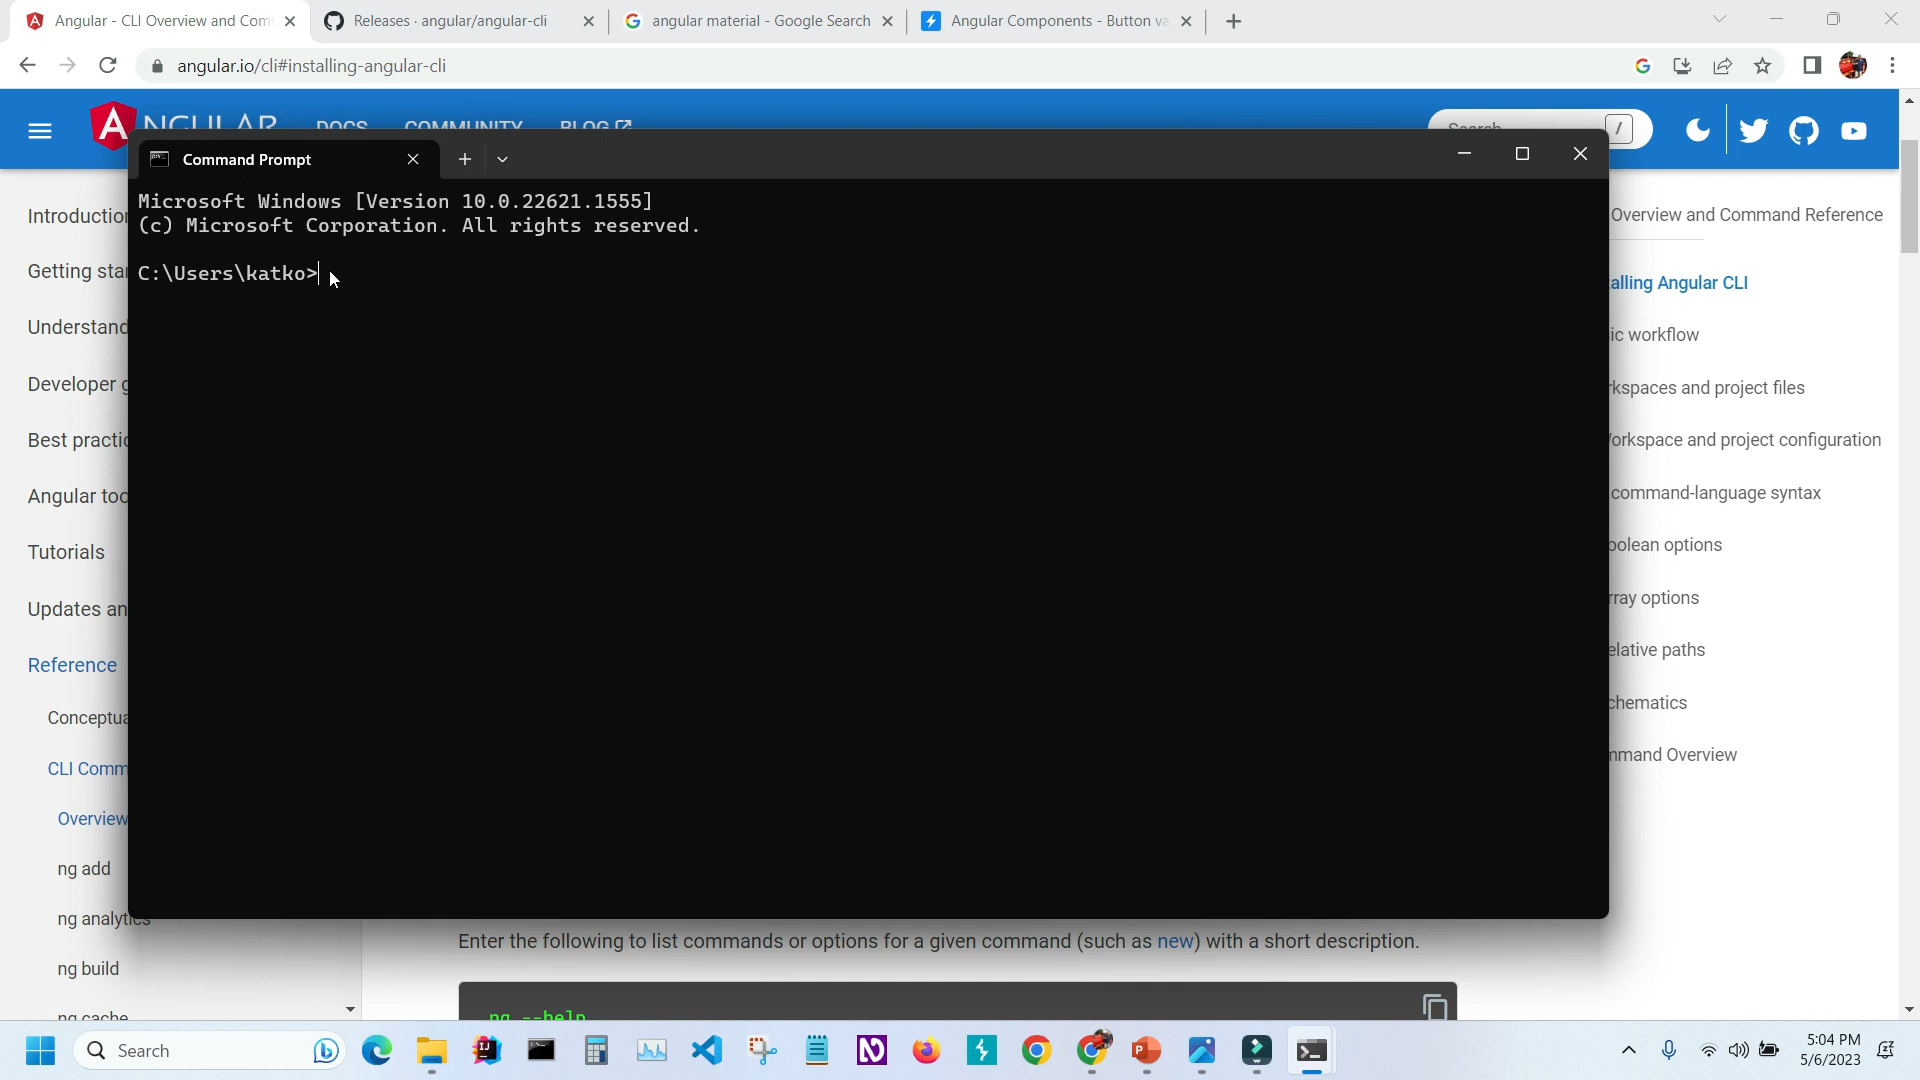 Angular - CLI Overview and Com
Releases · angular/angular-cli
angular material - Google Search
Angular Components - Button va
angular.io/cli#installing-angular-cli
ANGULAR
DOCS
COMMUNITY
BLOG
Search
/
Command Prompt
Microsoft Windows [Version 10.0.22621.1555]
(c) Microsoft Corporation. All rights reserved.
C:\Users\katko>
Introduction
Getting star
Understand
Developer g
Best practic
Angular too
Tutorials
Updates an
Reference
Conceptua
CLI Comm
Overview
ng add
ng analytics
ng build
ng cache
Overview and Command Reference
alling Angular CLI
ic workflow
rkspaces and project files
orkspace and project configuration
command-language syntax
oolean options
rray options
elative paths
chematics
mmand Overview
Enter the following to list commands or options for a given command (such as new) with a short description.
ng --help
Search
5:04 PM
5/6/2023